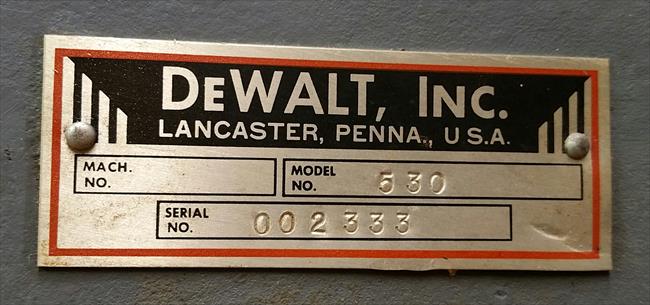 DeWALT, INC.
LANCASTER, PENNA., U.S.A.
MACH. NO.
MODEL NO. 530
SERIAL NO. 002333